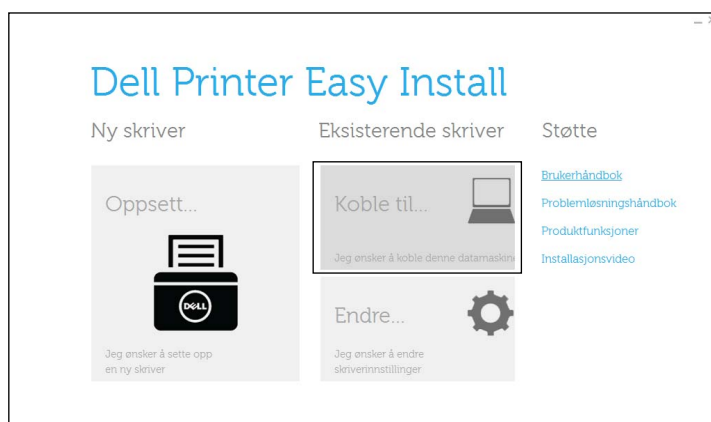 Dell Printer Easy Install
Ny skriver
Oppsett...
DELL
Jeg ønsker å sette opp
en ny skriver
Eksisterende skriver
Koble til...
Jeg ønsker å koble denne datamaskine
Endre...
Jeg ønsker å endre
skriverinnstillinger
Støtte
Brukerhåndbok
Problemløsningshåndbok
Produktfunksjoner
Installasjonsvideo